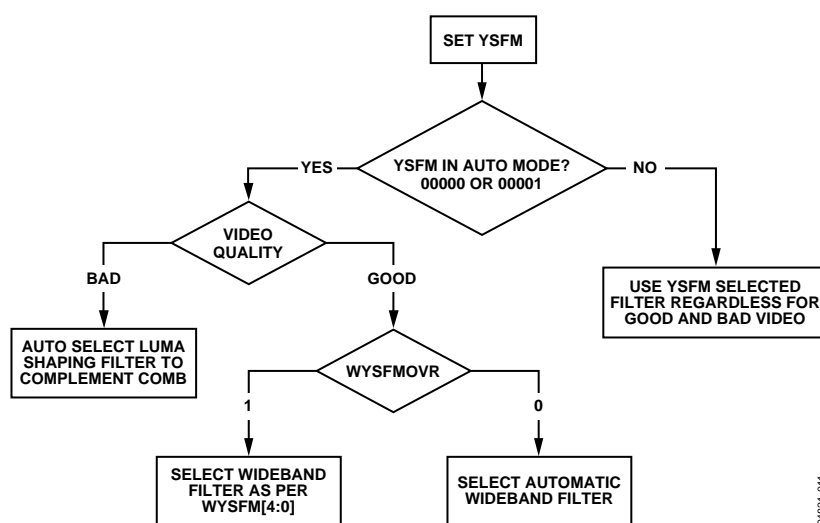 SET YSFM
YSFM IN AUTO MODE?
00000 OR 00001
YES
NO
VIDEO
QUALITY
BAD
GOOD
USE YSFM SELECTED
FILTER REGARDLESS FOR
GOOD AND BAD VIDEO
AUTO SELECT LUMA
SHAPING FILTER TO
COMPLEMENT COMB
WYSFMOVR
1
0
SELECT WIDEBAND
FILTER AS PER
WYSFM[4:0]
SELECT AUTOMATIC
WIDEBAND FILTER